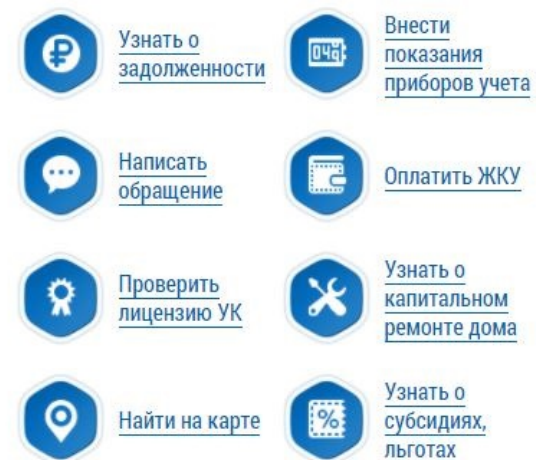 Узнать о
задолженности
Внести
показания
приборов учета
Написать
обращение
Оплатить ЖКУ
Проверить
лицензию УК
Узнать о
капитальном
ремонте дома
Найти на карте
%
Узнать о
субсидиях,
льготах